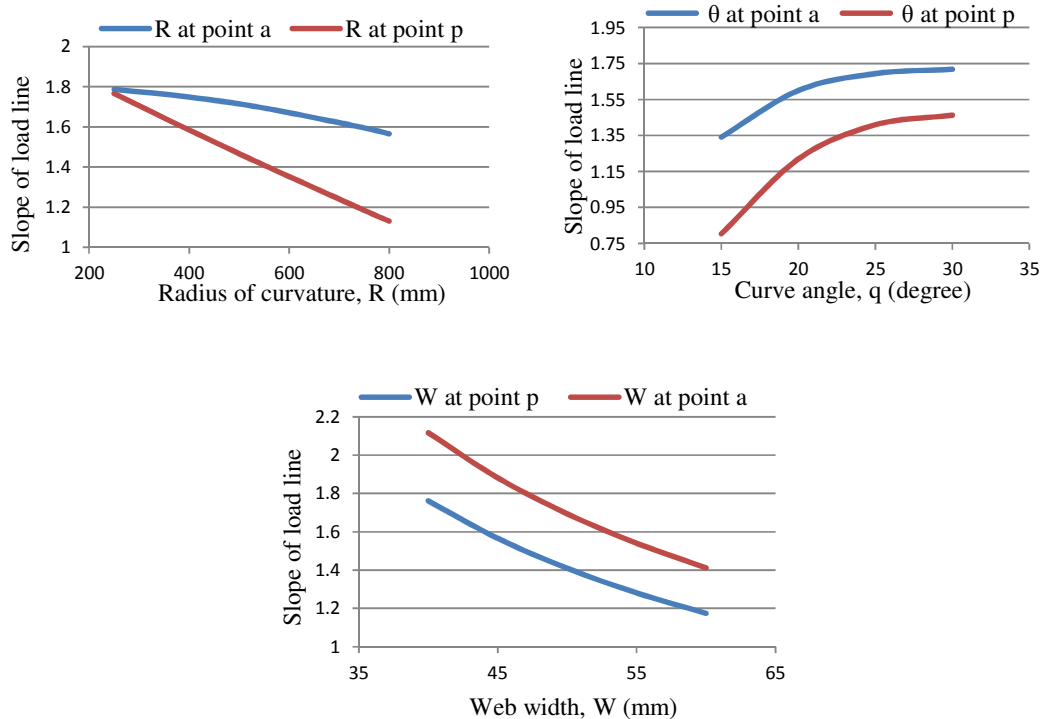 R at point a R at point p
2
1.8
1.6
1.4
1.2
1
200 400 600 800 1000
Slope of load line
Radius of curvature, R (mm)
θ at point a θ at point p
1.95
1.75
1.55
1.35
1.15
0.95
0.75
10 15 20 25 30 35
Slope of load line
Curve angle, q (degree)
W at point p W at point a
2.2
2
1.8
1.6
1.4
1.2
1
35 45 55 65
Slope of load line
Web width, W (mm)